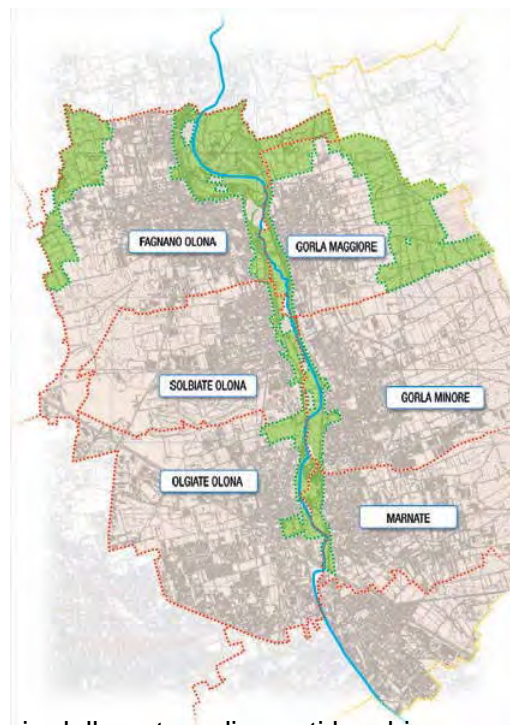 FAGNANO OLONA
GORLA MAGGIORE
SOLBIATE OLONA
GORLA MINORE
OLGIATE OLONA
MARNATE